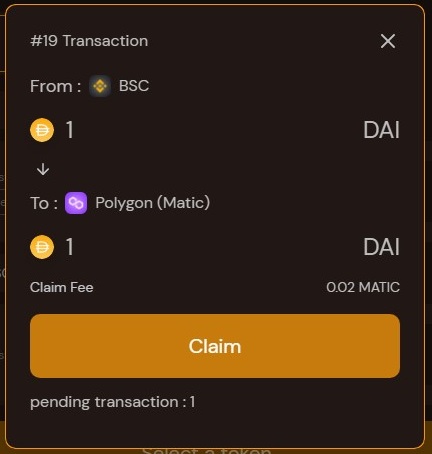 #19 Transaction
From : BSC
1 DAI
To : Polygon (Matic)
1 DAI
Claim Fee 0.02 MATIC
Claim
pending transaction : 1
Select a token